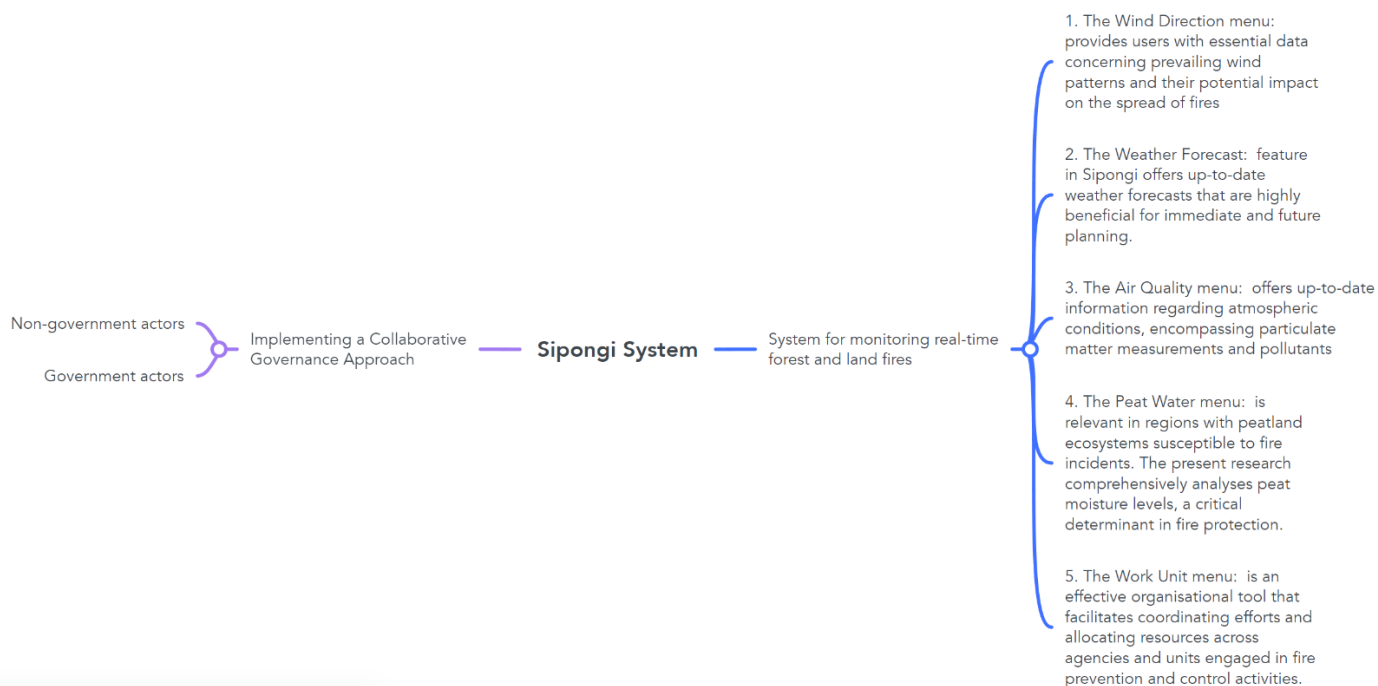 Non-government actors
Government actors
Implementing a Collaborative
Governance Approach
Sipongi System
System for monitoring real-time
forest and land fires
1. The Wind Direction menu:
provides users with essential data
concerning prevailing wind
patterns and their potential impact
on the spread of fires
2. The Weather Forecast:  feature
in Sipongi offers up-to-date
weather forecasts that are highly
beneficial for immediate and future
planning.
3. The Air Quality menu:  offers up-to-date
information regarding atmospheric
conditions, encompassing particulate
matter measurements and pollutants
4. The Peat Water menu:  is
relevant in regions with peatland
ecosystems susceptible to fire
incidents. The present research
comprehensively analyses peat
moisture levels, a critical
determinant in fire protection.
5. The Work Unit menu:  is an
effective organisational tool that
facilitates coordinating efforts and
allocating resources across
agencies and units engaged in fire
prevention and control activities.